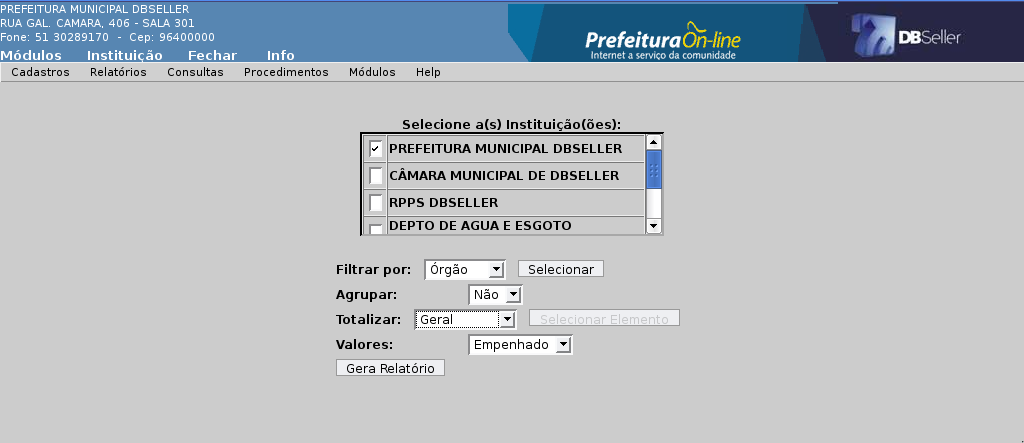 PREFEITURA MUNICIPAL DBSELLER
RUA GAL. CAMARA, 406 - SALA 301
Fone: 51 30289170 - Cep: 96400000
Módulos Instituição Fechar Info
Prefeitura On-line
Internet a serviço da comunidade
DBSeller
Cadastros Relatórios Consultas Procedimentos Módulos Help
Selecione a(s) Instituição(ões):
PREFEITURA MUNICIPAL DBSELLER
CÂMARA MUNICIPAL DE DBSELLER
RPPS DBSELLER
DEPTO DE AGUA E ESGOTO
Filtrar por: Órgão Selecionar
Agrupar: Não
Totalizar: Geral Selecionar Elemento
Valores: Empenhado
Gera Relatório